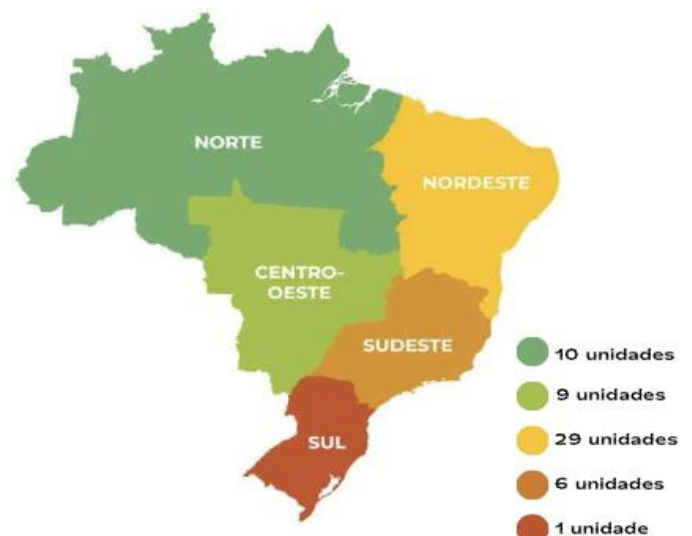 NORTE
NORDESTE
CENTRO-
OESTE
SUDESTE
SUL
10 unidades
9 unidades
29 unidades
6 unidades
1 unidade